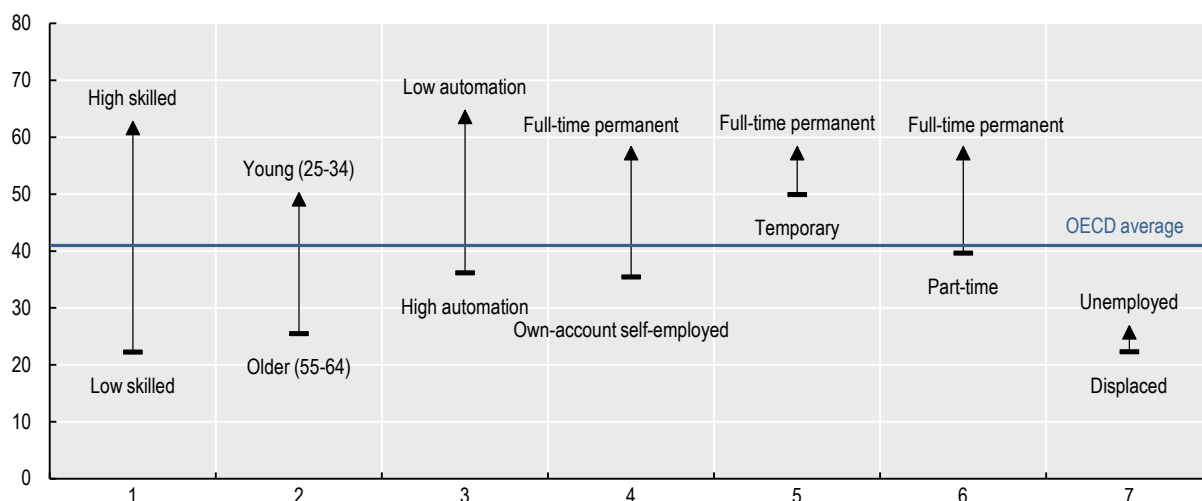 80
70
60
50
40
30
20
10
0
High skilled
Low skilled
Young (25-34)
Older (55-64)
Low automation
High automation
Full-time permanent
Own-account self-employed
Full-time permanent
Temporary
Full-time permanent
Part-time
OECD average
Unemployed
Displaced
1 2 3 4 5 6 7